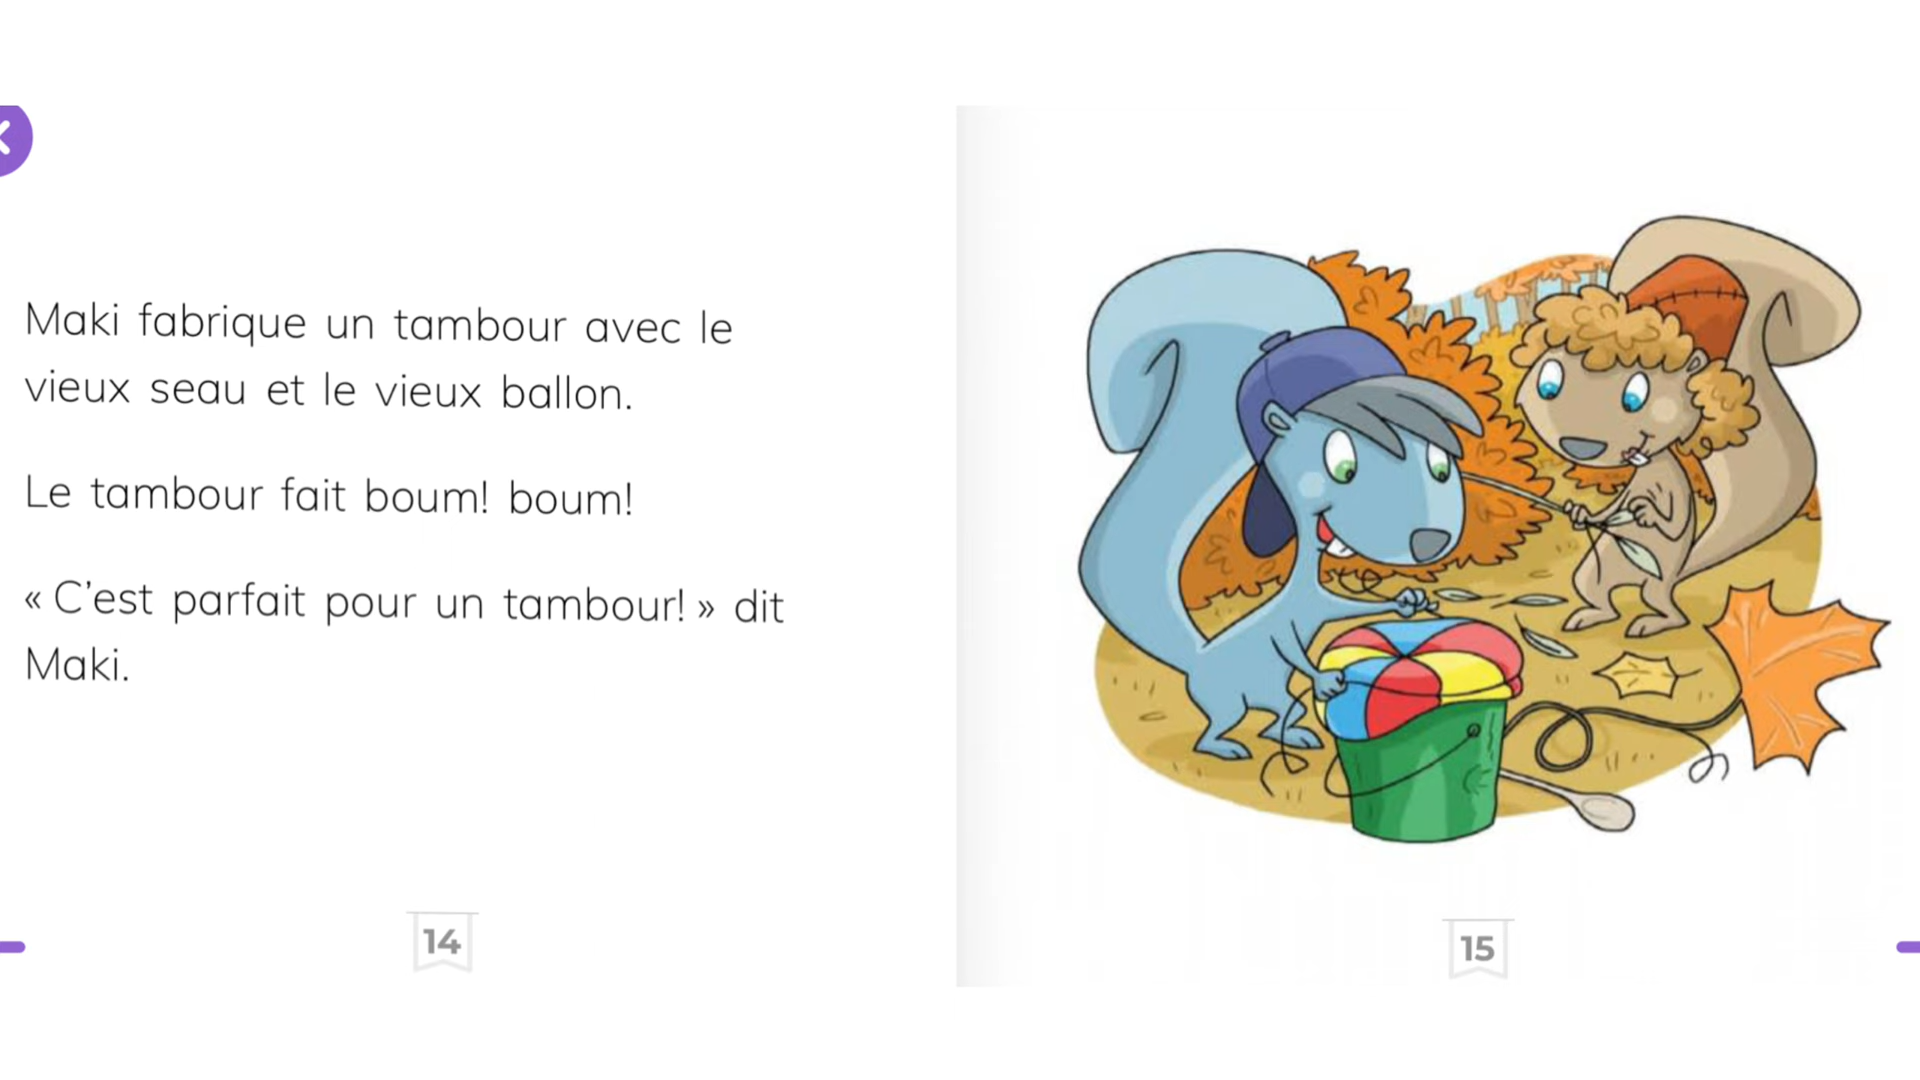 Maki fabrique un tambour avec le
vieux seau et le vieux ballon.
Le tambour fait boum! boum!
« C'est parfait pour un tambour! » dit
Maki.
14
15